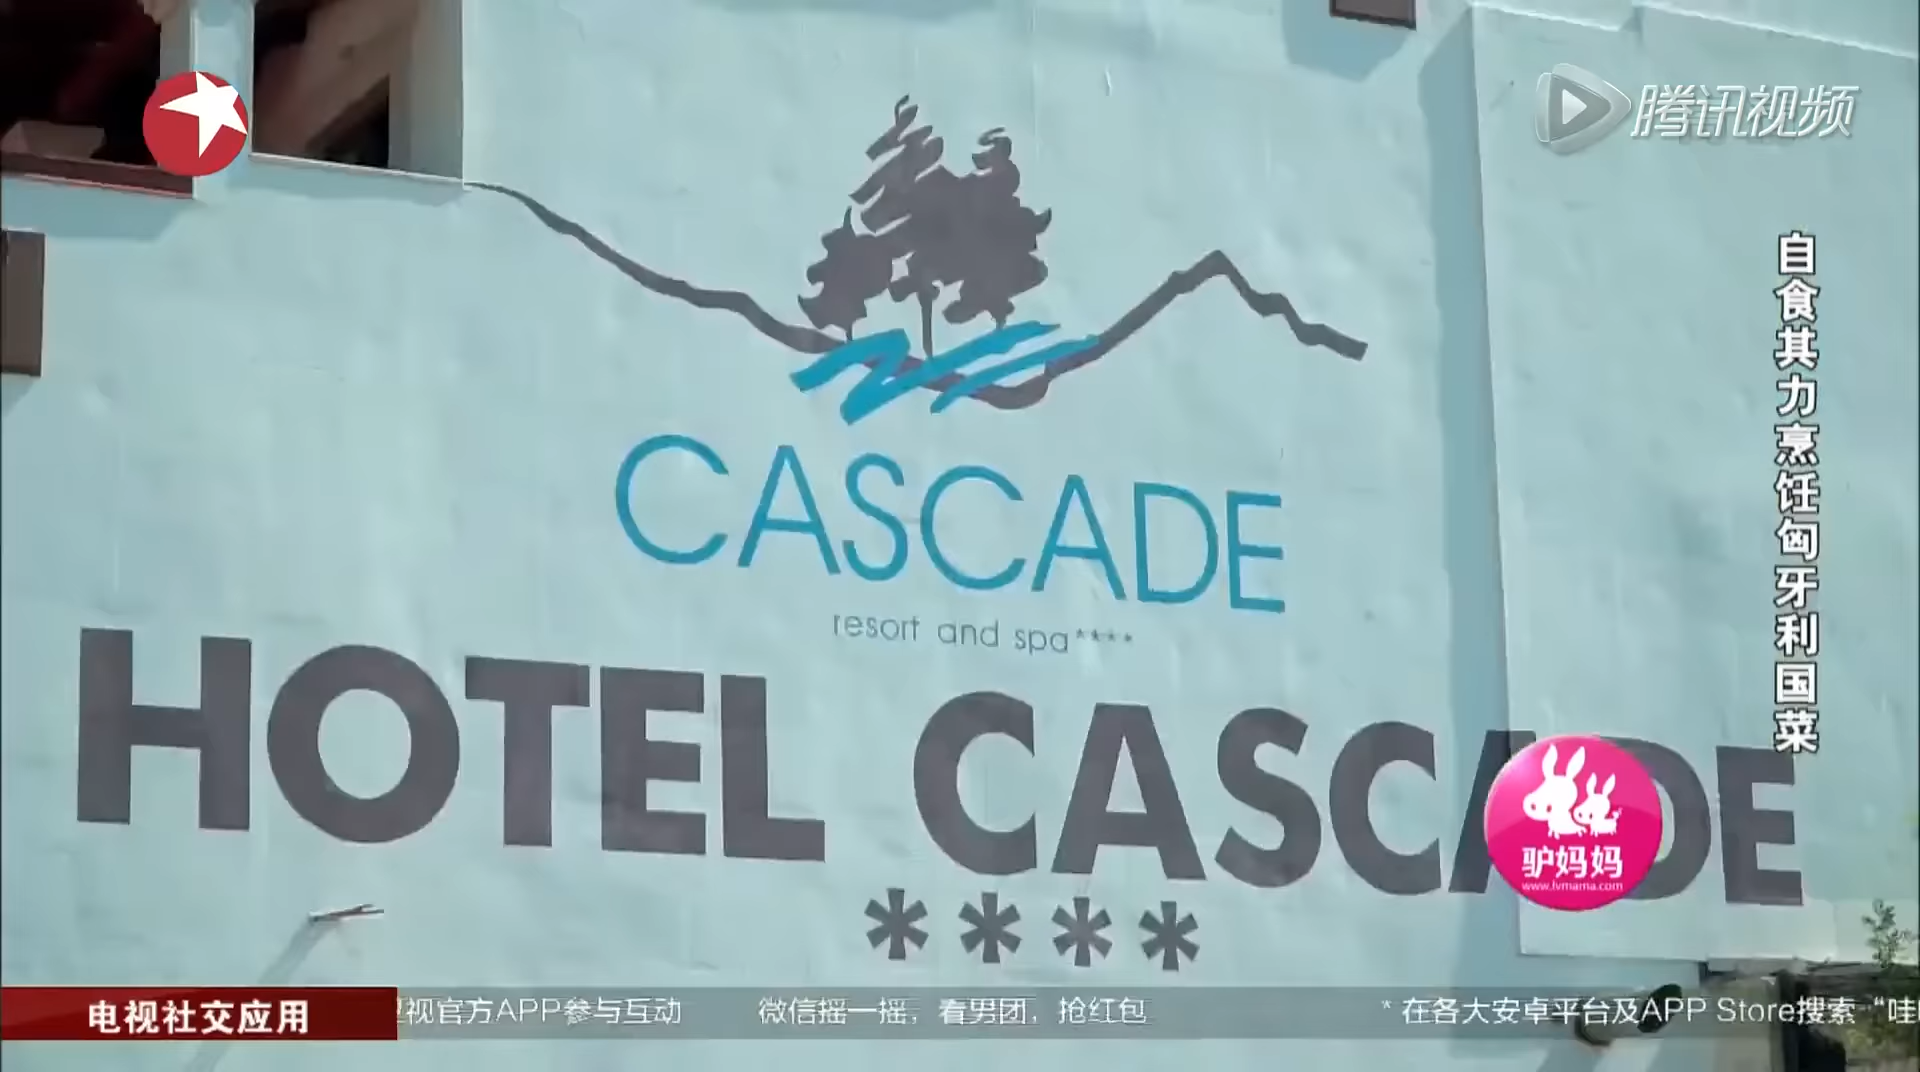 腾讯视频
自食其力烹饪匈牙利国菜
CASCADE
resort and spa****
HOTEL CASCADE
****
驴妈妈
www.lvmama.com
电视社交应用
视官方APP参与互动 微信摇一摇，看男团，抢红包 *在各大安卓平台及APP Store搜索“哇